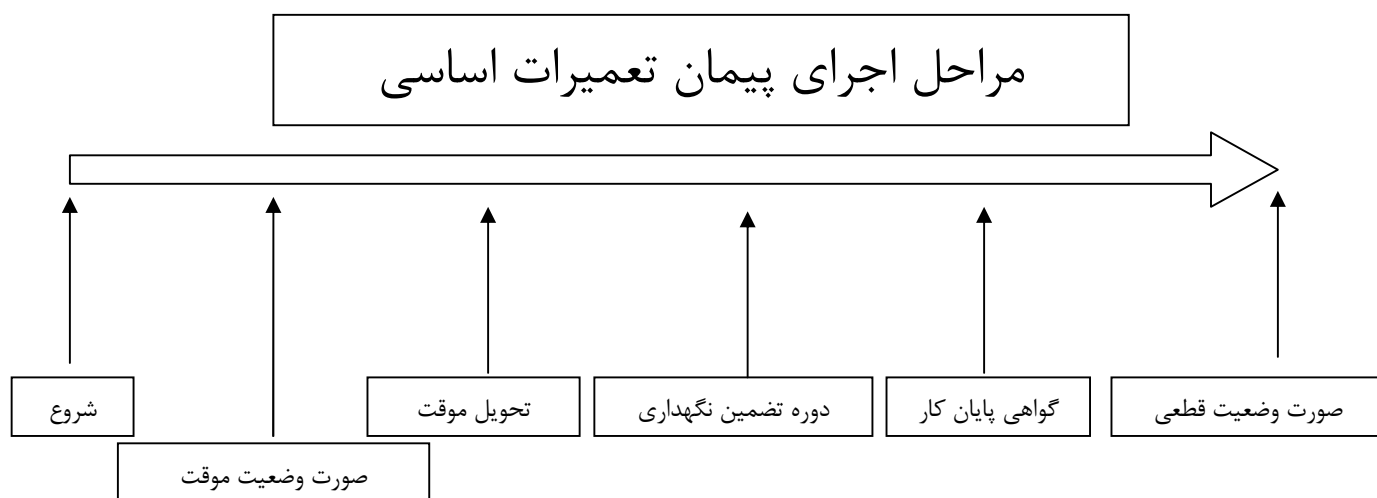 مراحل اجرای پیمان تعمیرات اساسی
شروع
صورت وضعیت موقت
تحویل موقت
دوره تضمین نگهداری
گواهی پایان کار
صورت وضعیت قطعی